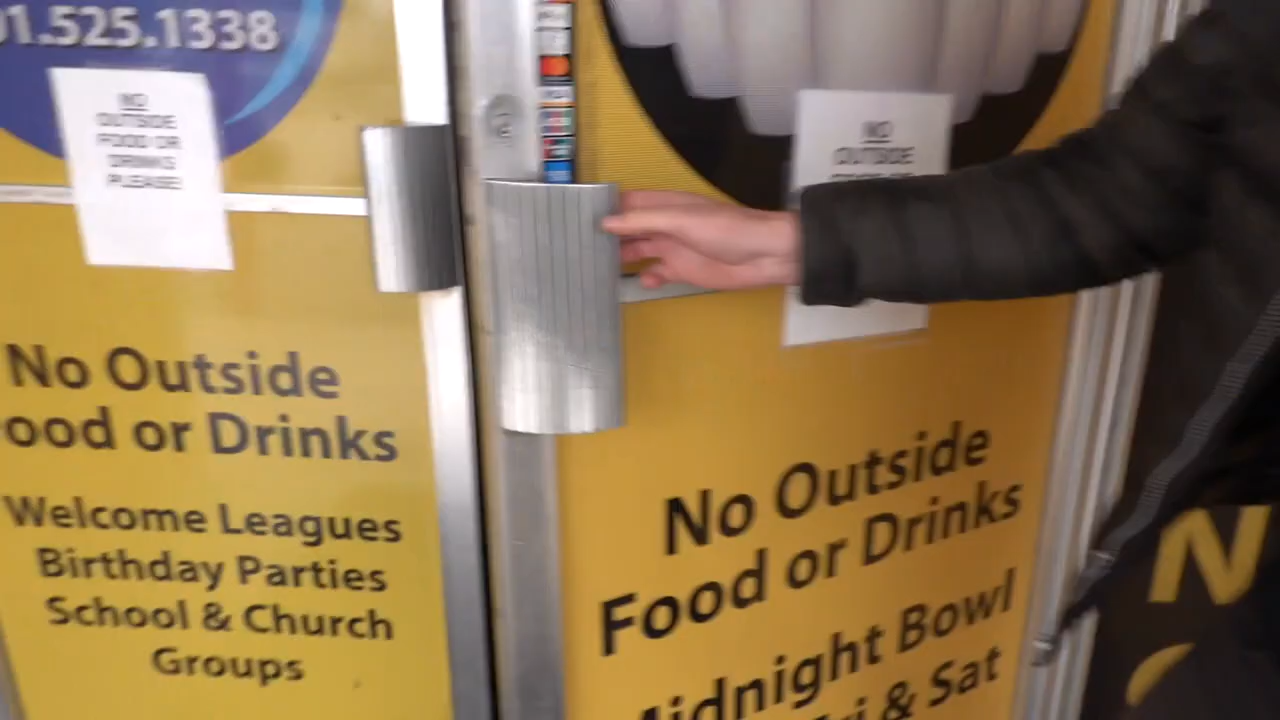 01.525.1338
NO
OUTSIDE
FOOD OR
DRINKS
PLEASE
No Outside
ood or Drinks
Welcome Leagues
Birthday Parties
School & Church
Groups
NO
OUTSIDE
No Outside
Food or Drinks
Midnight Bowl
Fri & Sat
N